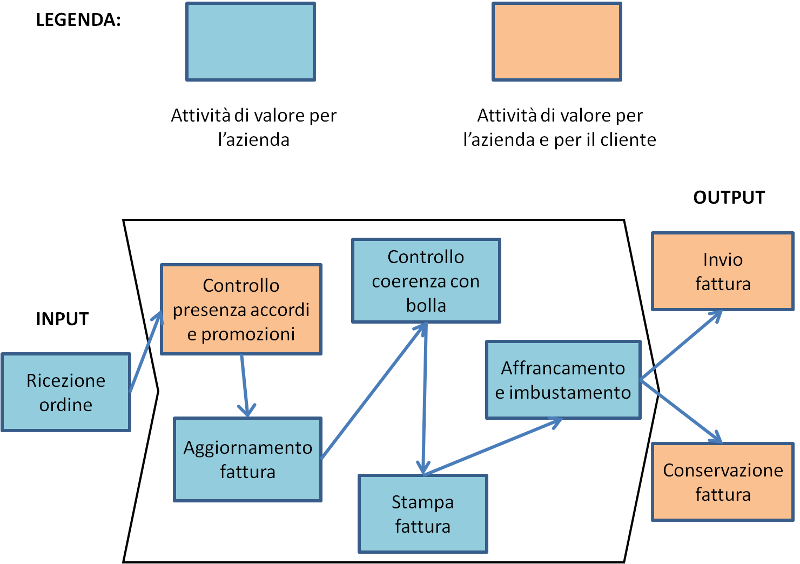 LEGENDA:
Attività di valore per
l'azienda
Attività di valore per
l'azienda e per il cliente
OUTPUT
INPUT
Ricezione
ordine
Controllo
presenza accordi
e promozioni
Aggiornamento
fattura
Controllo
coerenza con
bolla
Stampa
fattura
Affrancamento
e imbustamento
Invio
fattura
Conservazione
fattura